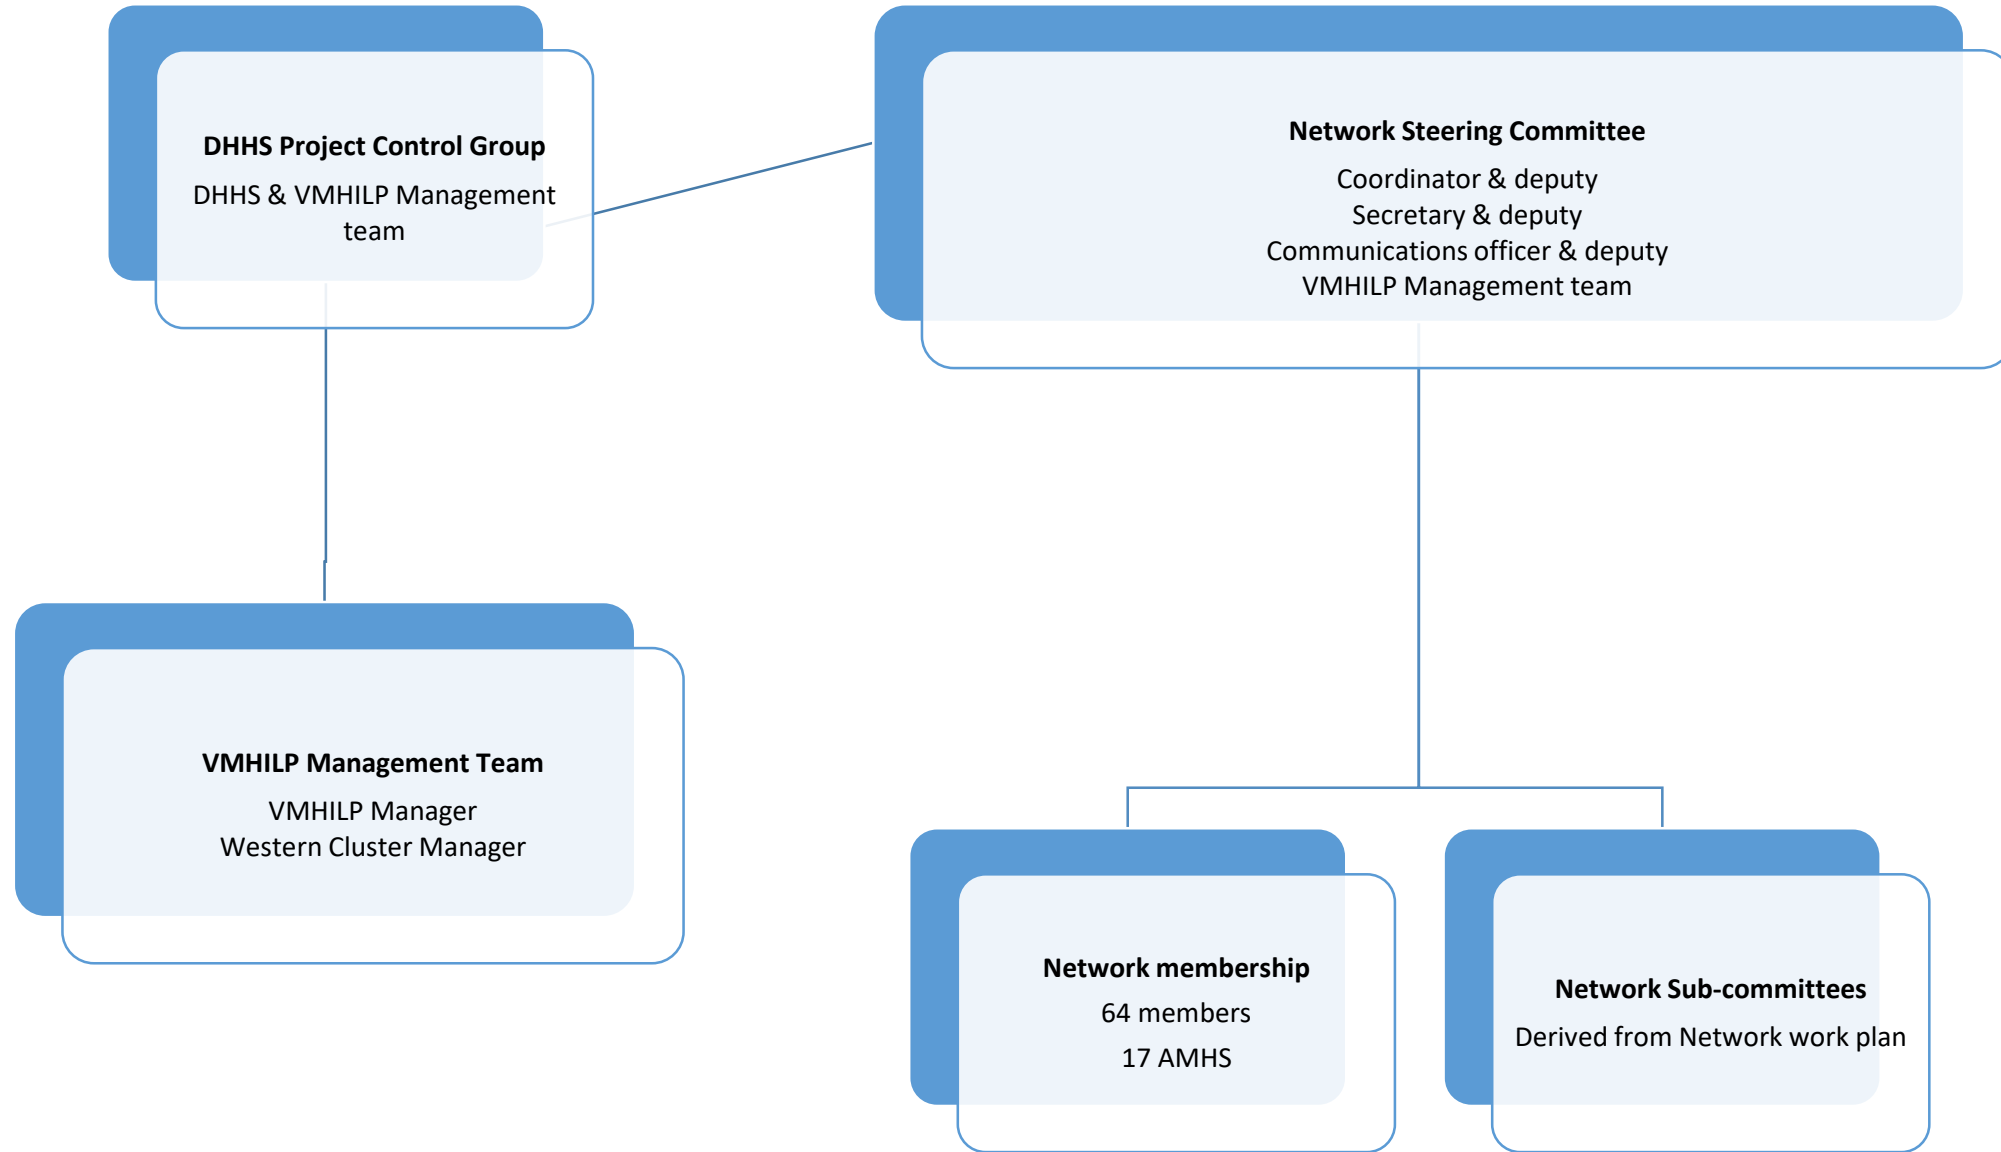 DHHS Project Control Group
DHHS & VMHILP Management
team
Network Steering Committee
Coordinator & deputy
Secretary & deputy
Communications officer & deputy
VMHILP Management team
VMHILP Management Team
VMHILP Manager
Western Cluster Manager
Network membership
64 members
17 AMHS
Network Sub-committees
Derived from Network work plan